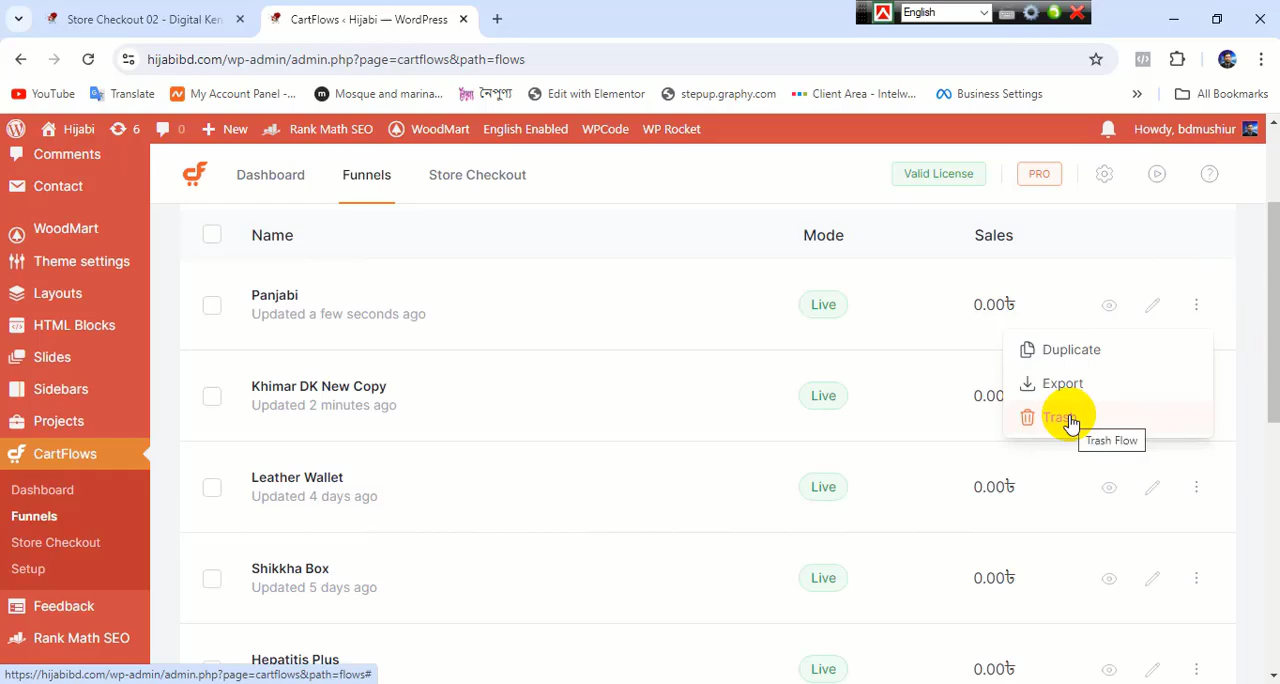 Store Checkout 02 - Digital Ken
CartFlows ‹ Hijabi — WordPress
English
hijabibd.com/wp-admin/admin.php?page=cartflows&path=flows
YouTube
Translate
My Account Panel -...
Mosque and marina...
নৈপুণ্য
Edit with Elementor
stepup.graphy.com
Client Area - Intelw...
Business Settings
»
All Bookmarks
Hijabi
6
0
New
Rank Math SEO
WoodMart
English Enabled
WPCode
WP Rocket
Howdy, bdmushiur
Comments
Contact
WoodMart
Theme settings
Layouts
HTML Blocks
Slides
Sidebars
Projects
CartFlows
Dashboard
Funnels
Store Checkout
Setup
Feedback
Rank Math SEO
Dashboard
Funnels
Store Checkout
Valid License
PRO
Name
Mode
Sales
Panjabi
Updated a few seconds ago
Live
0.00৳
Duplicate
Export
Trash
Trash Flow
Khimar DK New Copy
Updated 2 minutes ago
Live
0.00
Leather Wallet
Updated 4 days ago
Live
0.00৳
Shikkha Box
Updated 5 days ago
Live
0.00৳
Hepatitis Plus
Live
0.00৳
https://hijabibd.com/wp-admin/admin.php?page=cartflows&path=flows#